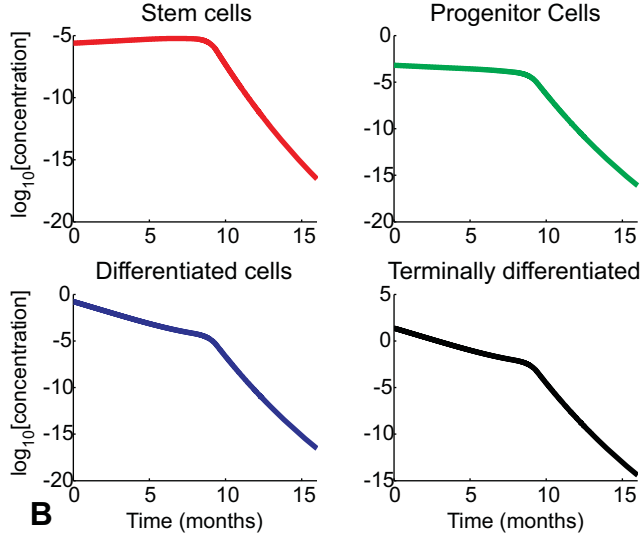 Stem cells
Progenitor Cells
log10[concentration]
-5
-10
-15
-20
0 5 10 15
0
-5
-10
-15
-20
0 5 10 15
Differentiated cells
Terminally differentiated
log10[concentration]
0
-5
-10
-15
-20
0 5 10 15
5
0
-5
-10
-15
0 5 10 15
B
Time (months)
Time (months)